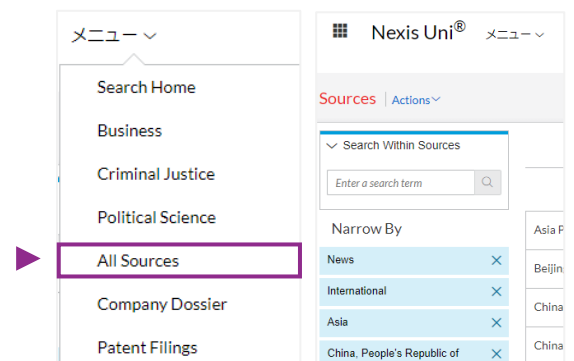 メニュー
Search Home
Business
Criminal Justice
Political Science
All Sources
Company Dossier
Patent Filings
Nexis Uni® メニュー
Sources Actions
Search Within Sources
Enter a search term
Narrow By
News
International
Asia
China, People's Republic of
Asia P
Beijin
China
China